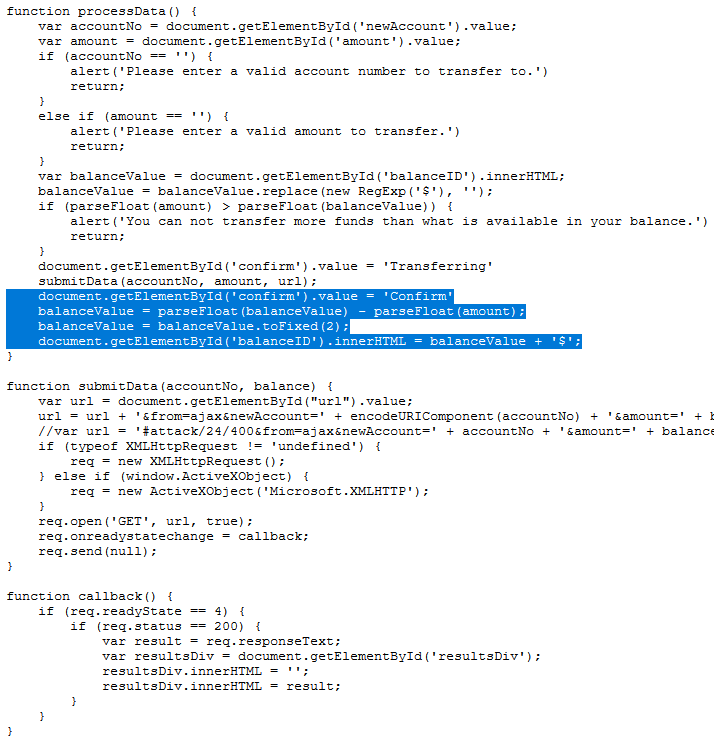 function processData() {
    var accountNo = document.getElementById('newAccount').value;
    var amount = document.getElementById('amount').value;
    if (accountNo == '') {
        alert('Please enter a valid account number to transfer to.')
        return;
    }
    else if (amount == '') {
        alert('Please enter a valid amount to transfer.')
        return;
    }
    var balanceValue = document.getElementById('balanceID').innerHTML;
    balanceValue = balanceValue.replace(new RegExp('$'), '');
    if (parseFloat(amount) > parseFloat(balanceValue)) {
        alert('You can not transfer more funds than what is available in your balance.')
        return;
    }
    document.getElementById('confirm').value = 'Transferring'
    submitData(accountNo, amount, url);
    document.getElementById('confirm').value = 'Confirm'
    balanceValue = parseFloat(balanceValue) - parseFloat(amount);
    balanceValue = balanceValue.toFixed(2);
    document.getElementById('balanceID').innerHTML = balanceValue + '$';
}
function submitData(accountNo, balance) {
    var url = document.getElementById("url").value;
    url = url + '&from=ajax&newAccount=' + encodeURIComponent(accountNo) + '&amount=' +
    //var url = '#attack/24/400&from=ajax&newAccount=' + accountNo + '&amount=' + balance
    if (typeof XMLHttpRequest != 'undefined') {
        req = new XMLHttpRequest();
    } else if (window.ActiveXObject) {
        req = new ActiveXObject('Microsoft.XMLHTTP');
    }
    req.open('GET', url, true);
    req.onreadystatechange = callback;
    req.send(null);
}
function callback() {
    if (req.readyState == 4) {
        if (req.status == 200) {
            var result = req.responseText;
            var resultsDiv = document.getElementById('resultsDiv');
            resultsDiv.innerHTML = '';
            resultsDiv.innerHTML = result;
        }
    }
}